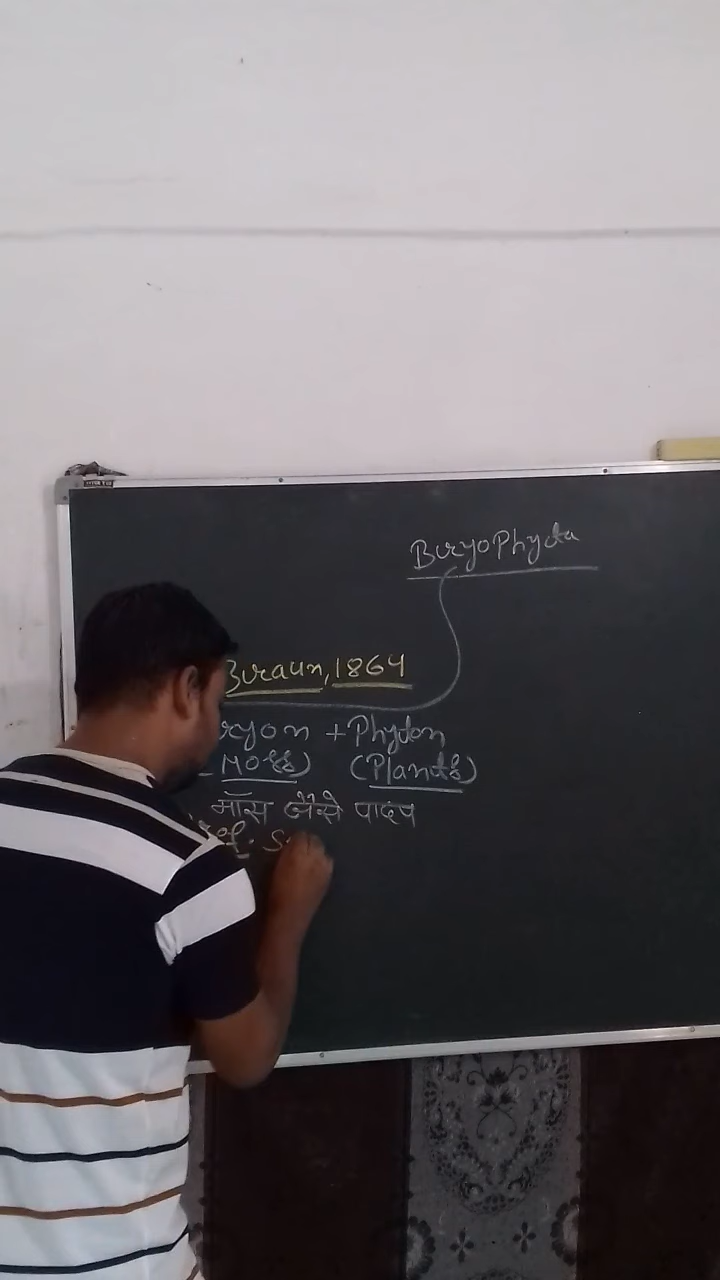 BryoPhyta
Braun, 1864
ryon + Phyton
Moss) (Plants)
मॉस जैसे पादप